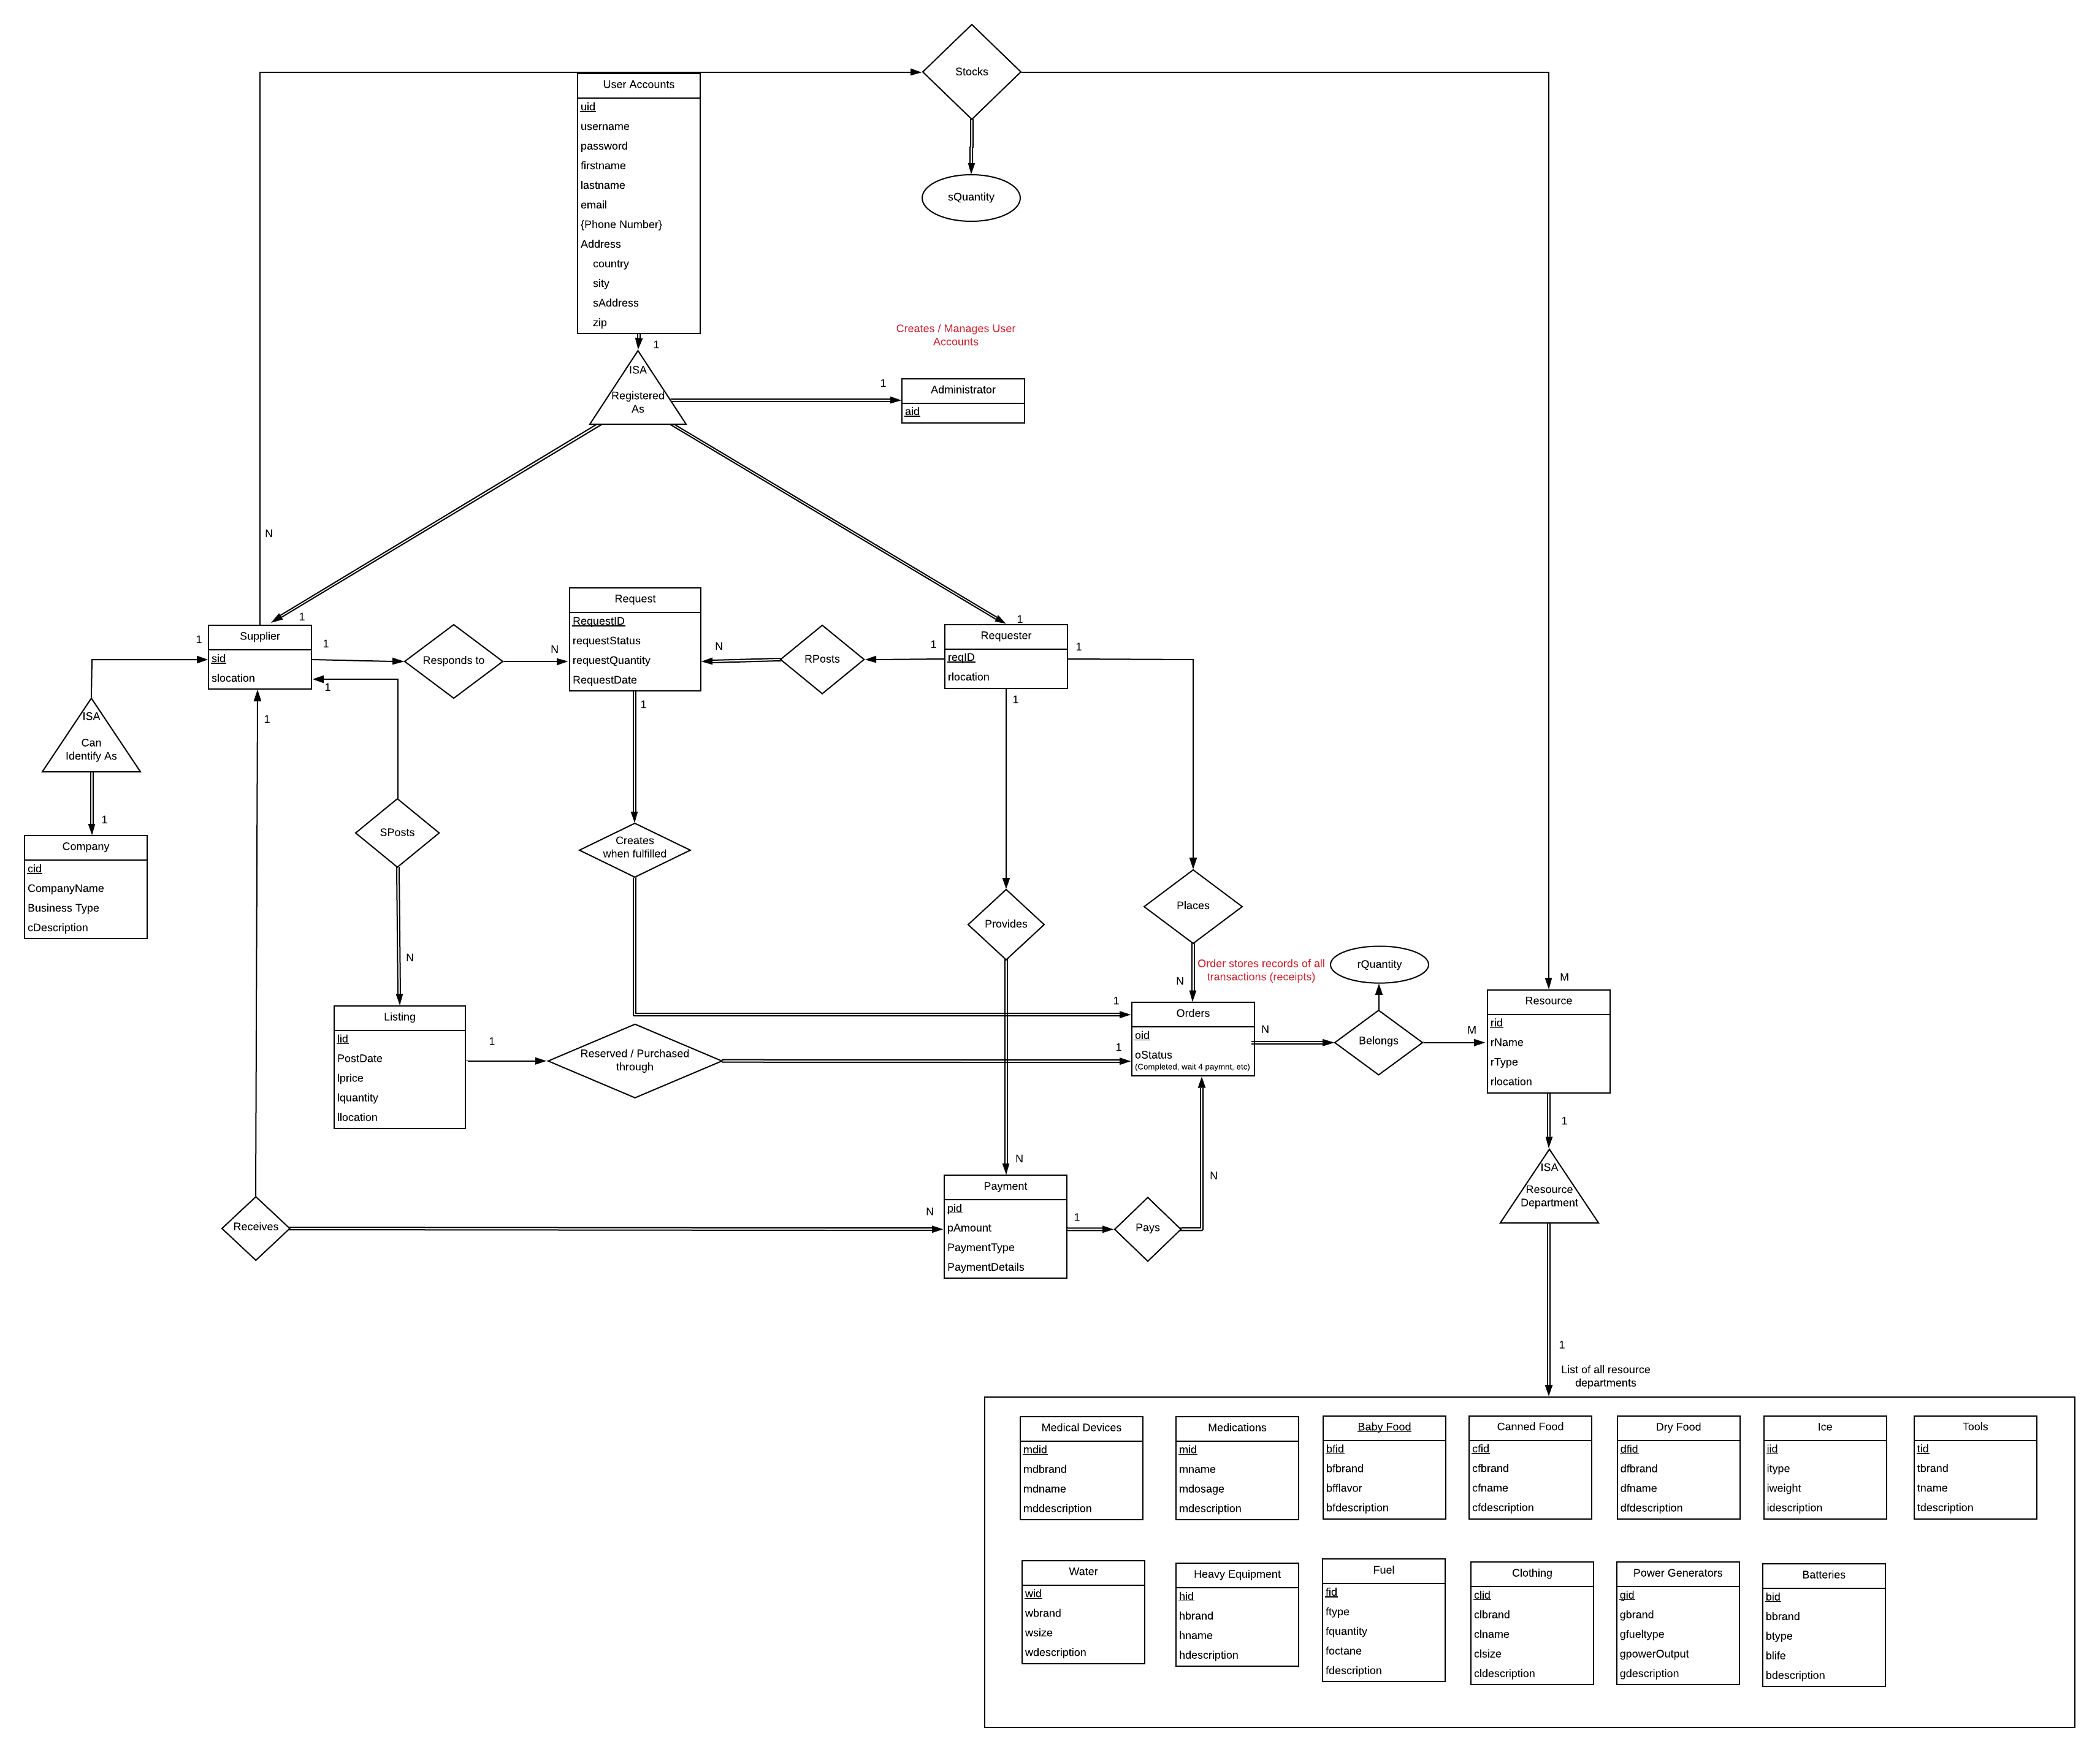 Stocks
User Accounts
uid
username
password
firstname
lastname
email
{Phone Number}
Address
country
sity
sAddress
zip
sQuantity
1
ISA
Registered
As
Creates / Manages User
Accounts
1
Administrator
aid
N
1
Supplier
sid
slocation
1
1
1
1
Responds to
N
Request
RequestID
requestStatus
requestQuantity
RequestDate
1
N
RPosts
1
1
Requester
reqID
rlocation
1
1
ISA
Can
Identify As
1
Company
cid
CompanyName
Business Type
cDescription
SPosts
N
Creates
when fulfilled
Provides
Places
N
Order stores records of all
transactions (receipts)
rQuantity
M
Listing
lid
PostDate
lprice
lquantity
llocation
1
Reserved / Purchased
through
1
1
Orders
oid
oStatus
(Completed, wait 4 paymnt, etc)
N
Belongs
M
Resource
rid
rName
rType
rlocation
1
ISA
Resource
Department
Receives
N
N
Payment
pid
pAmount
PaymentType
PaymentDetails
1
Pays
N
1
List of all resource
departments
Medical Devices
mdid
mdbrand
mdname
mddescription
Medications
mid
mname
mdosage
mdescription
Baby Food
bfid
bfbrand
bfflavor
bfdescription
Canned Food
cfid
cfbrand
cfname
cfdescription
Dry Food
dfid
dfbrand
dfname
dfdescription
Ice
iid
itype
iweight
idescription
Tools
tid
tbrand
tname
tdescription
Water
wid
wbrand
wsize
wdescription
Heavy Equipment
hid
hbrand
hname
hdescription
Fuel
fid
ftype
fquantity
foctane
fdescription
Clothing
clid
clbrand
clname
clsize
cldescription
Power Generators
gid
gbrand
gfueltype
gpowerOutput
gdescription
Batteries
bid
bbrand
btype
blife
bdescription